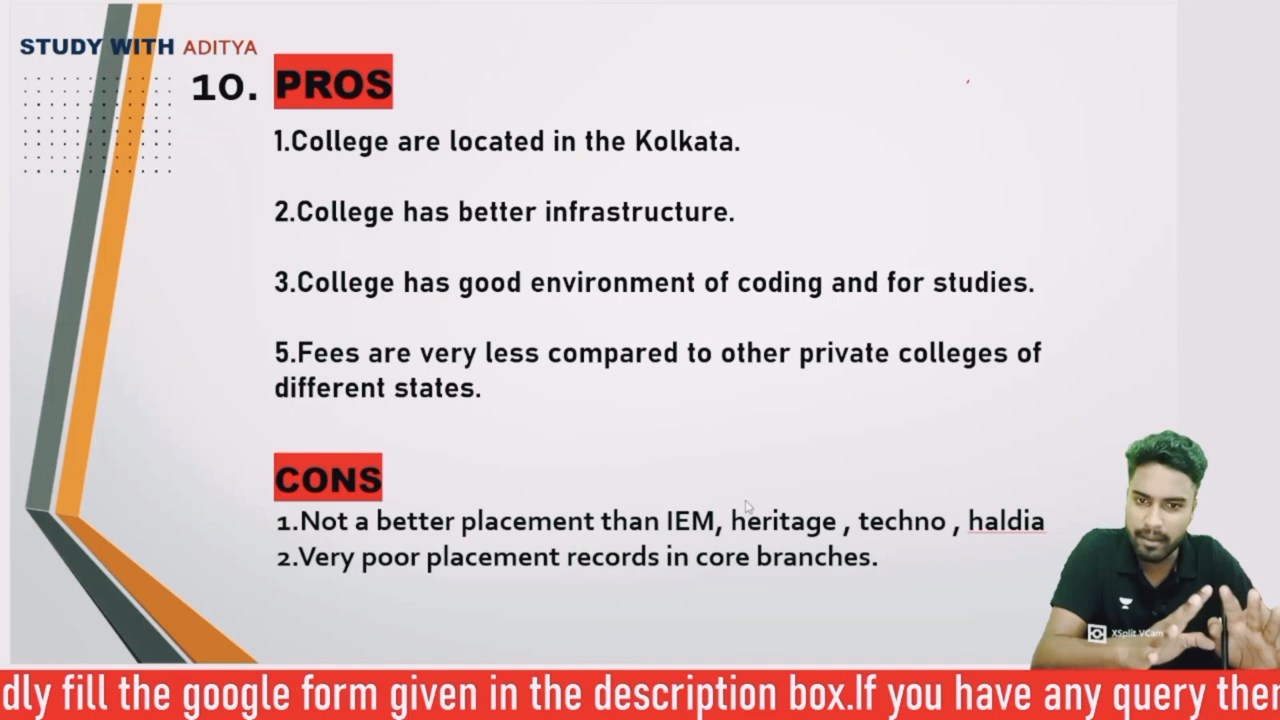 STUDY WITH ADITYA
10. PROS
1.College are located in the Kolkata.
2.College has better infrastructure.
3.College has good environment of coding and for studies.
5.Fees are very less compared to other private colleges of
different states.
CONS
1.Not a better placement than IEM, heritage , techno , haldia
2.Very poor placement records in core branches.
XSplit VCam
dly fill the google form given in the description box.If you have any query then